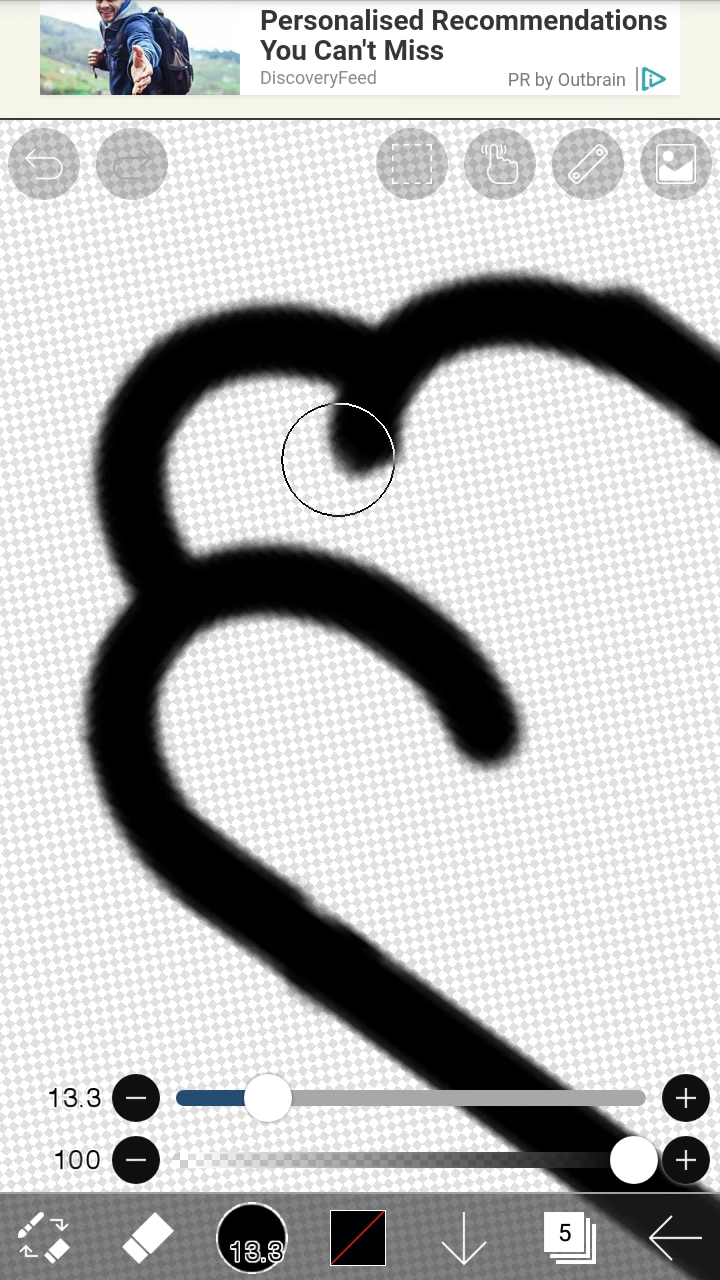 Personalised Recommendations
You Can't Miss
DiscoveryFeed
PR by Outbrain
13.3
100
13.3
5